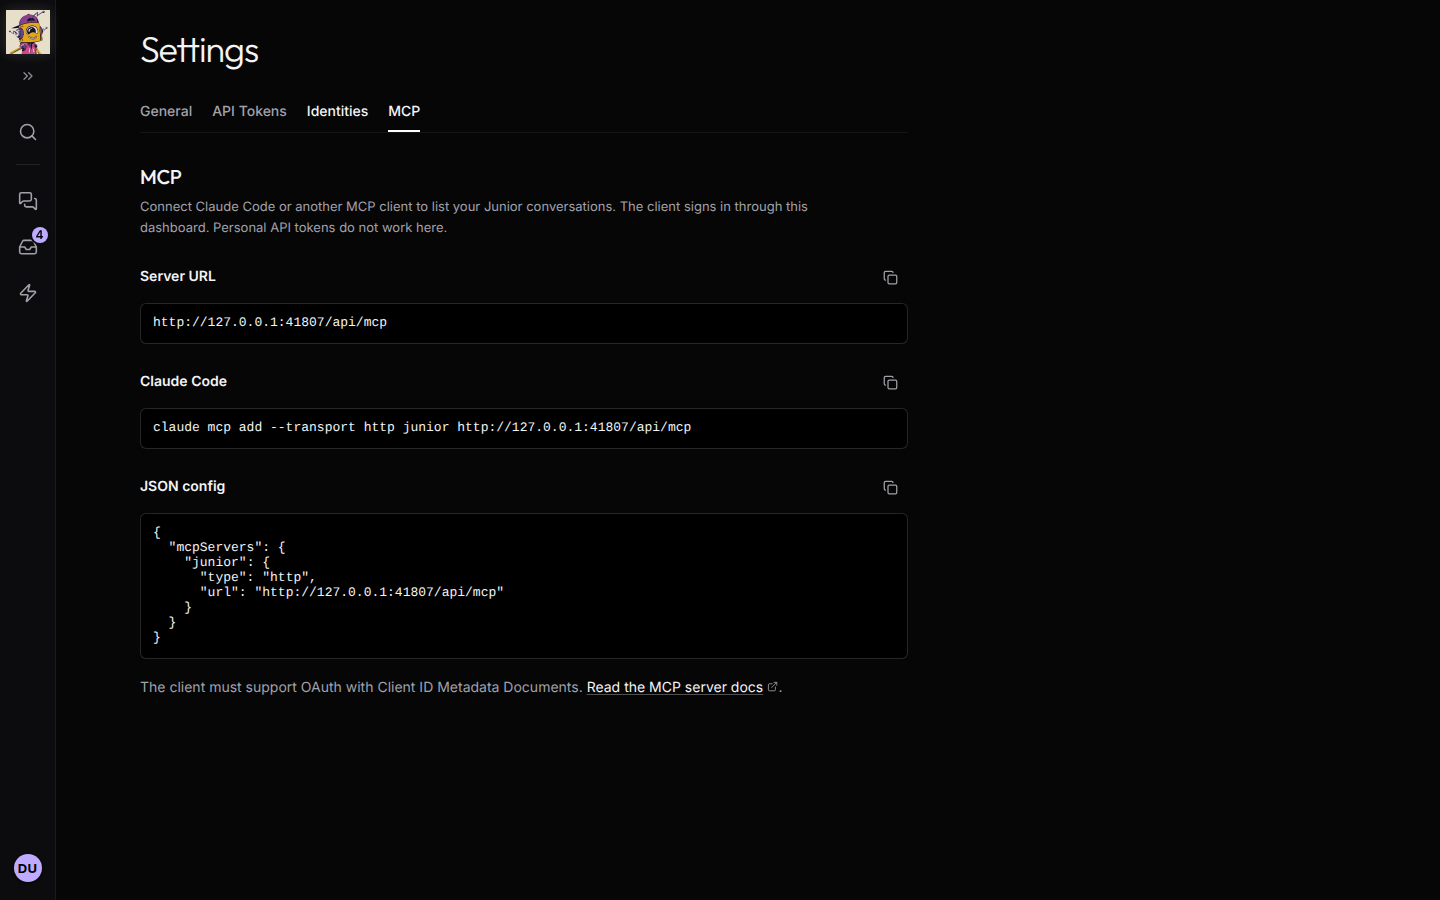 Settings
General API Tokens Identities MCP
4
MCP
Connect Claude Code or another MCP client to list your Junior conversations. The client signs in through this
dashboard. Personal API tokens do not work here.
Server URL
http://127.0.0.1:41807/api/mcp
Claude Code
claude mcp add --transport http junior http://127.0.0.1:41807/api/mcp
JSON config
{
  "mcpServers": {
    "junior": {
      "type": "http",
      "url": "http://127.0.0.1:41807/api/mcp"
    }
  }
}
The client must support OAuth with Client ID Metadata Documents. Read the MCP server docs.
DU